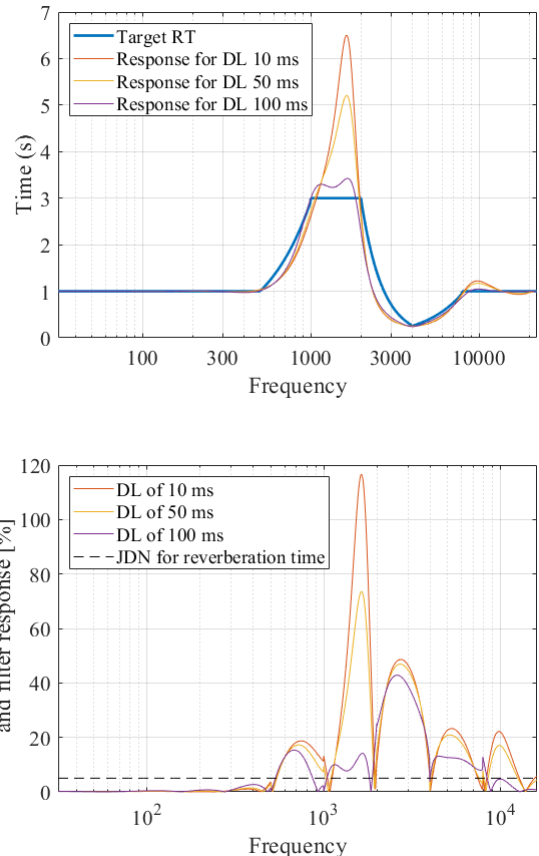 7
6
5
4
3
2
1
0
Time (s)
Target RT
Response for DL 10 ms
Response for DL 50 ms
Response for DL 100 ms
100 300 1000 3000 10000
Frequency
120
100
80
60
40
20
0
and filter response [%]
DL of 10 ms
DL of 50 ms
DL of 100 ms
JDN for reverberation time
10^2 10^3 10^4
Frequency